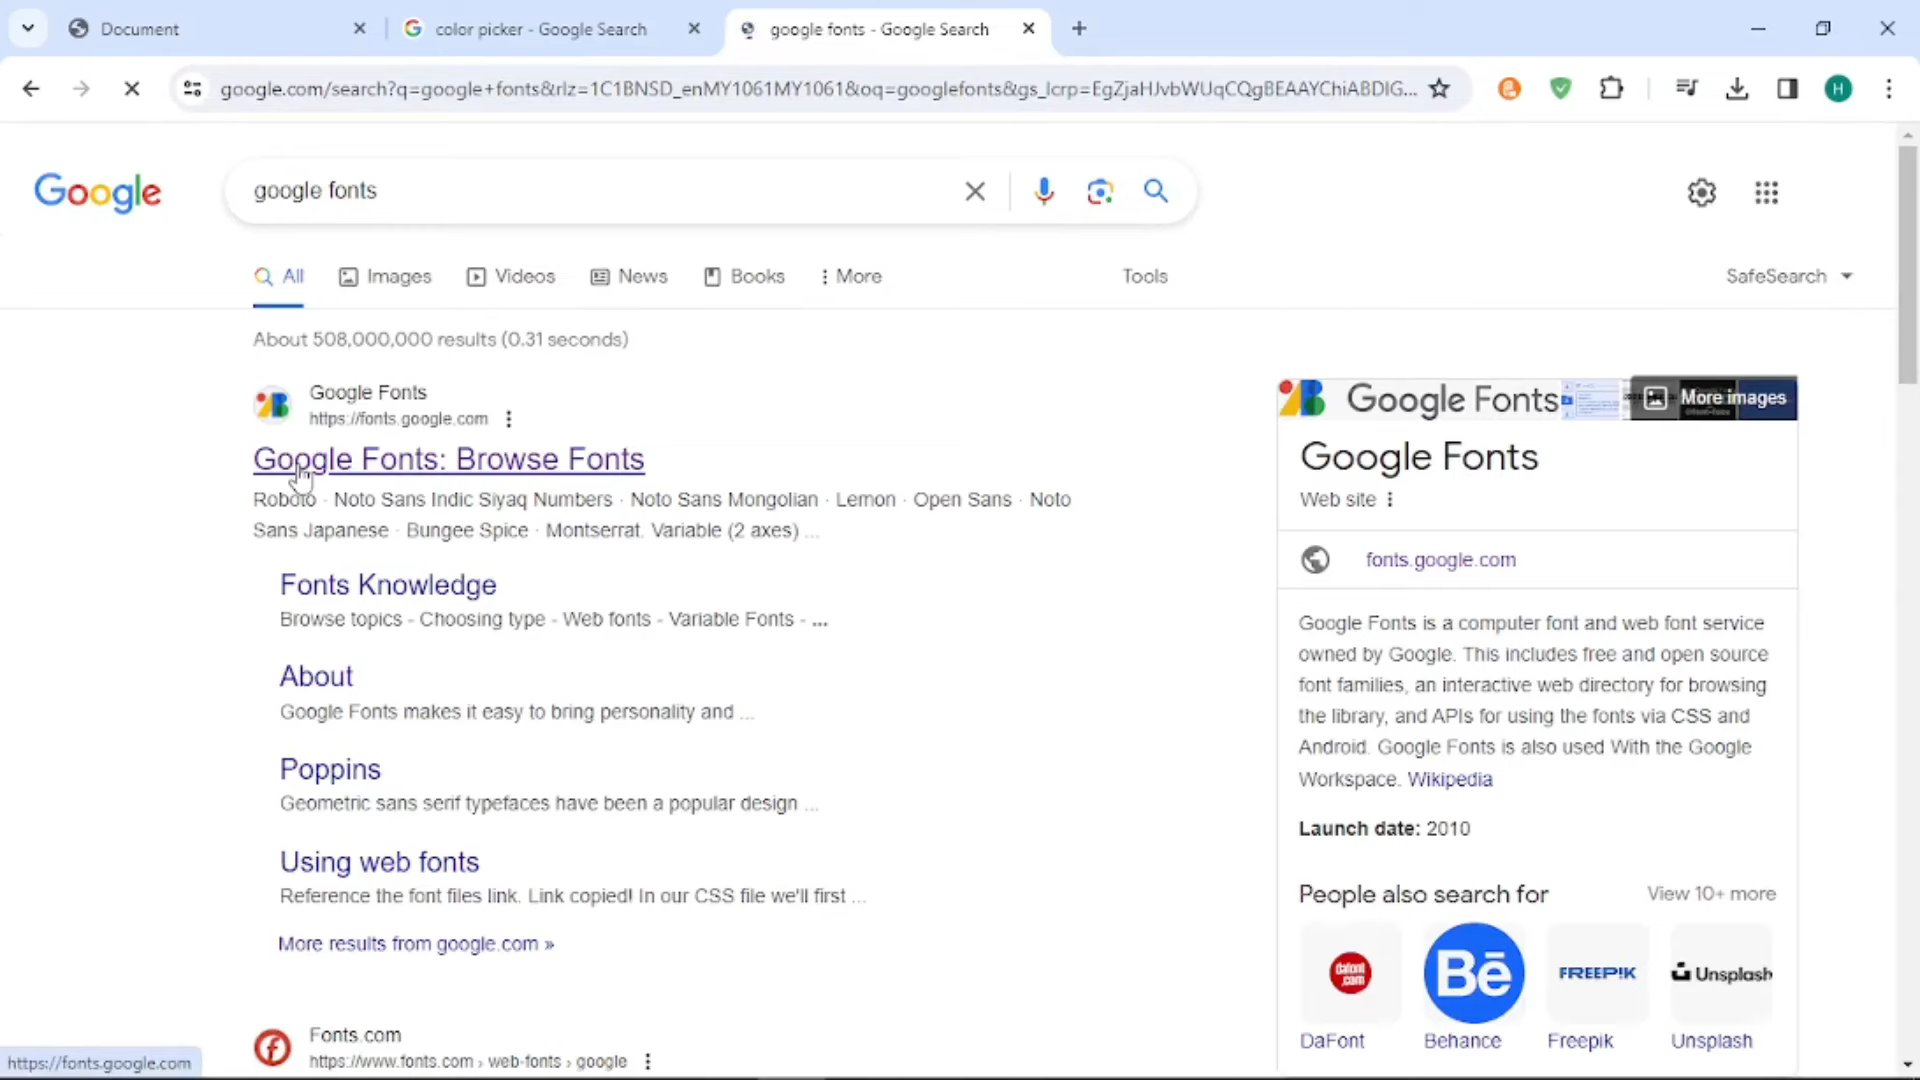 Document
color picker - Google Search
google fonts - Google Search
google.com/search?q=google+fonts&rlz=1C1BNSD_enMY1061MY1061&oq=googlefonts&gs_lcrp=EgZjaHJvbWUqCQgBEAAYChiABDIG...
H
Google
google fonts
All
Images
Videos
News
Books
More
Tools
SafeSearch
About 508,000,000 results (0.31 seconds)
Google Fonts
https://fonts.google.com
Google Fonts: Browse Fonts
Roboto · Noto Sans Indic Siyaq Numbers · Noto Sans Mongolian · Lemon · Open Sans · Noto
Sans Japanese · Bungee Spice · Montserrat. Variable (2 axes) ...
Fonts Knowledge
Browse topics - Choosing type - Web fonts - Variable Fonts - ...
About
Google Fonts makes it easy to bring personality and ...
Poppins
Geometric sans serif typefaces have been a popular design ...
Using web fonts
Reference the font files link. Link copied! In our CSS file we'll first ...
More results from google.com »
Fonts.com
https://www.fonts.com › web-fonts › google
https://fonts.google.com
Google Fonts
More images
Google Fonts
Web site
fonts.google.com
Google Fonts is a computer font and web font service
owned by Google. This includes free and open source
font families, an interactive web directory for browsing
the library, and APIs for using the fonts via CSS and
Android. Google Fonts is also used With the Google
Workspace. Wikipedia
Launch date: 2010
People also search for
View 10+ more
dafont
.com
Bē
FREEPIK
Unsplash
DaFont
Behance
Freepik
Unsplash